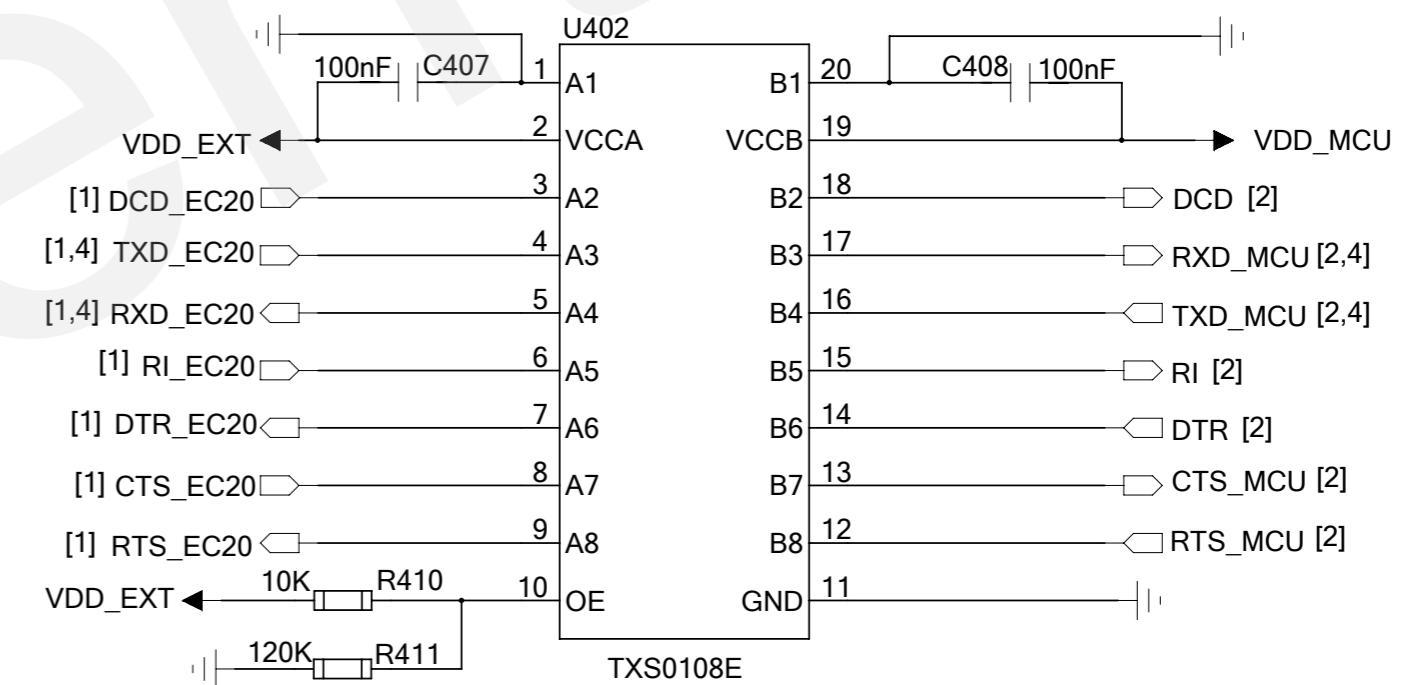 U402
100nF C407 1 A1 B1 20 C408 100nF
VDD_EXT 2 VCCA VCCB 19 VDD_MCU
[1] DCD_EC20 3 A2 B2 18 DCD [2]
[1,4] TXD_EC20 4 A3 B3 17 RXD_MCU [2,4]
[1,4] RXD_EC20 5 A4 B4 16 TXD_MCU [2,4]
[1] RI_EC20 6 A5 B5 15 RI [2]
[1] DTR_EC20 7 A6 B6 14 DTR [2]
[1] CTS_EC20 8 A7 B7 13 CTS_MCU [2]
[1] RTS_EC20 9 A8 B8 12 RTS_MCU [2]
VDD_EXT 10K R410 10 OE GND 11
120K R411
TXS0108E